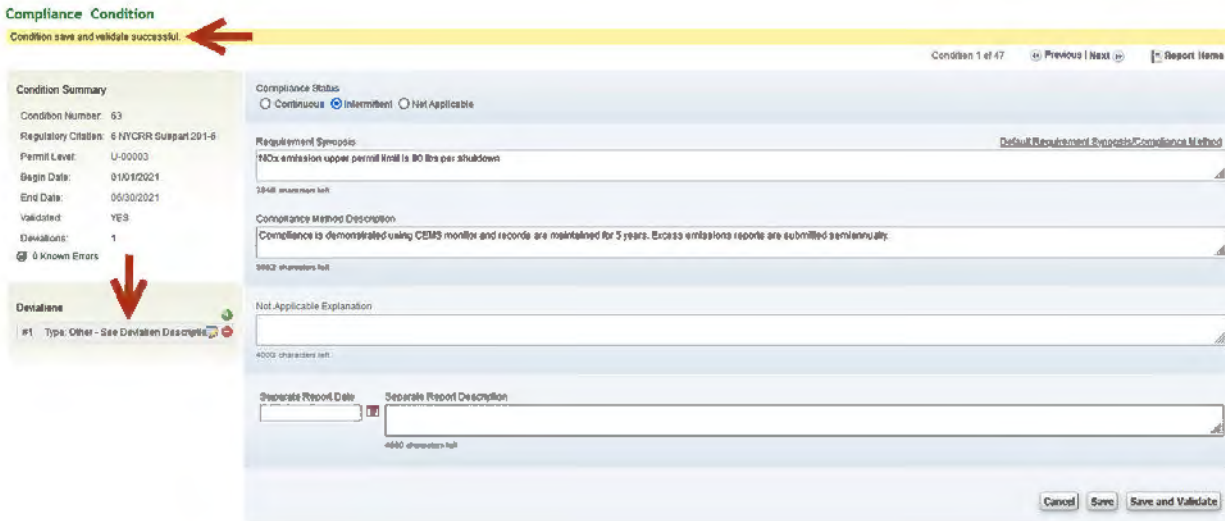 Compliance Condition
Condition save and validate successful.
Condition 1 of 47 Previous | Next Report Home
Condition Summary
Condition Number: 63
Regulatory Citation: 6 NYCRR Subpart 201-6
Permit Level: U-00003
Begin Date: 01/01/2021
End Date: 06/30/2021
Validated: YES
Deviations: 1
0 Known Errors
Deviations
#1 Type: Other - See Deviation Descriptio
Compliance Status
Continuous Intermittent Not Applicable
Requirement Synopsis Default Requirement Synopsis/Compliance Method
NOx emission upper permit limit is 80 lbs per shutdown
characters left
Compliance Method Description
Compliance is demonstrated using CEMS monitor and records are maintained for 5 years. Excess emissions reports are submitted semiannually.
characters left
Not Applicable Explanation
4000 characters left
Separate Report Date Separate Report Description
4000 characters left
Cancel Save Save and Validate